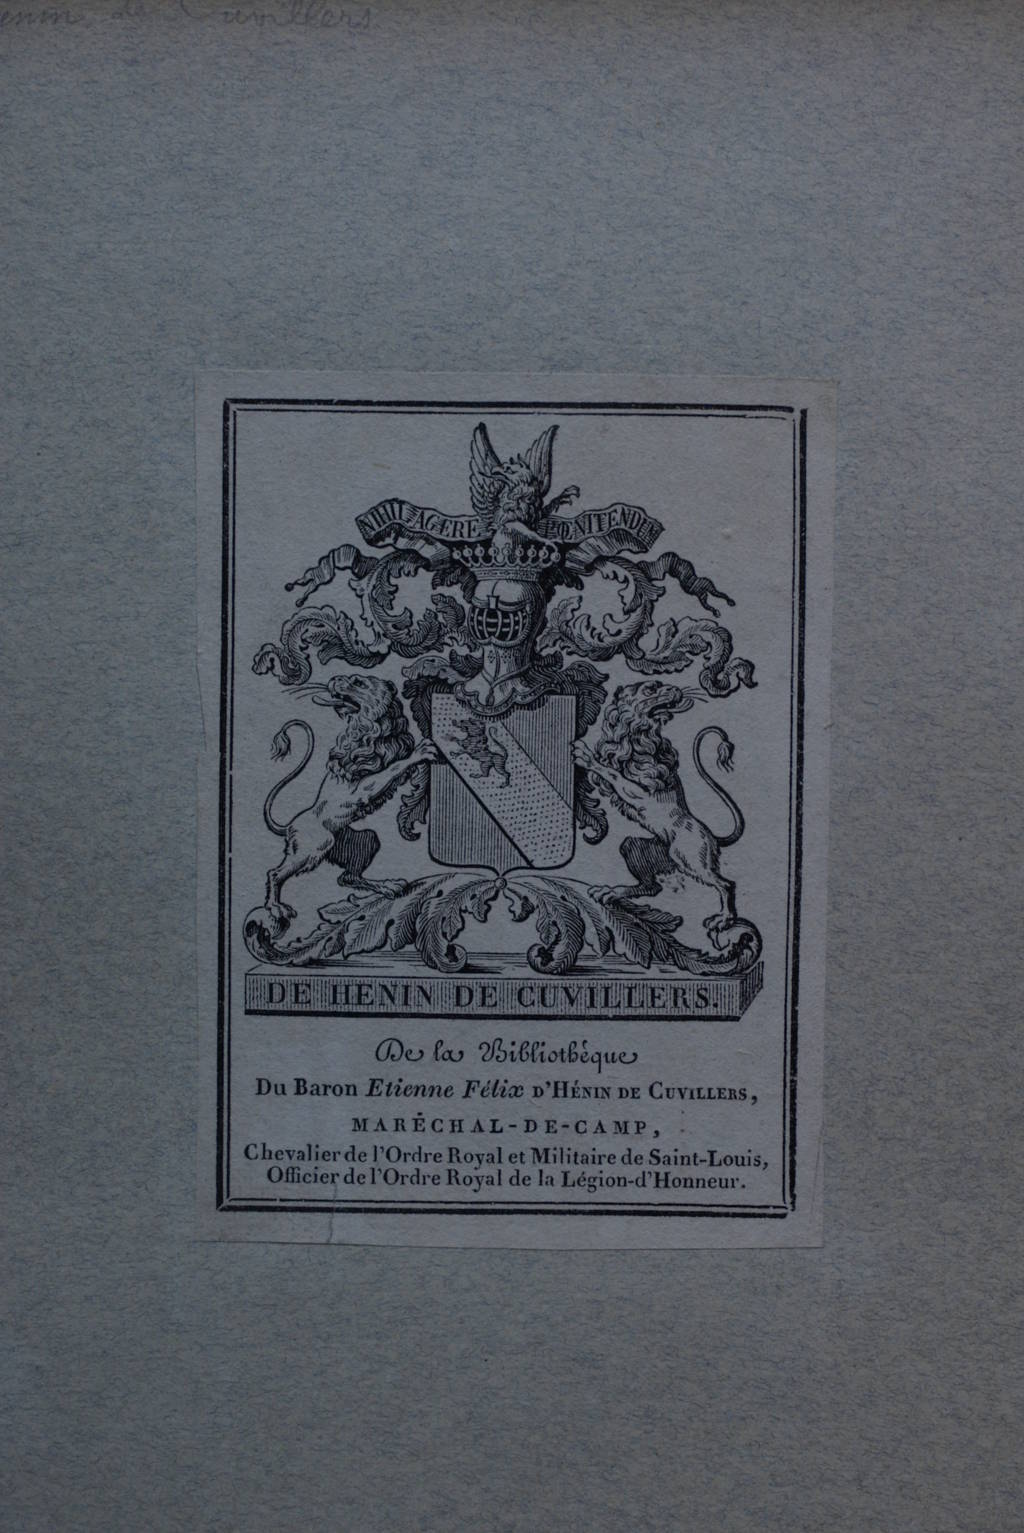 enin de Cuvillers
NIHIL AGERE POENITENDUM
DE HENIN DE CUVILLERS.
De la Bibliothéque
Du Baron Etienne Félix D'HÉNIN DE CUVILLERS,
MARÉCHAL-DE-CAMP,
Chevalier de l'Ordre Royal et Militaire de Saint-Louis,
Officier de l'Ordre Royal de la Légion-d'Honneur.